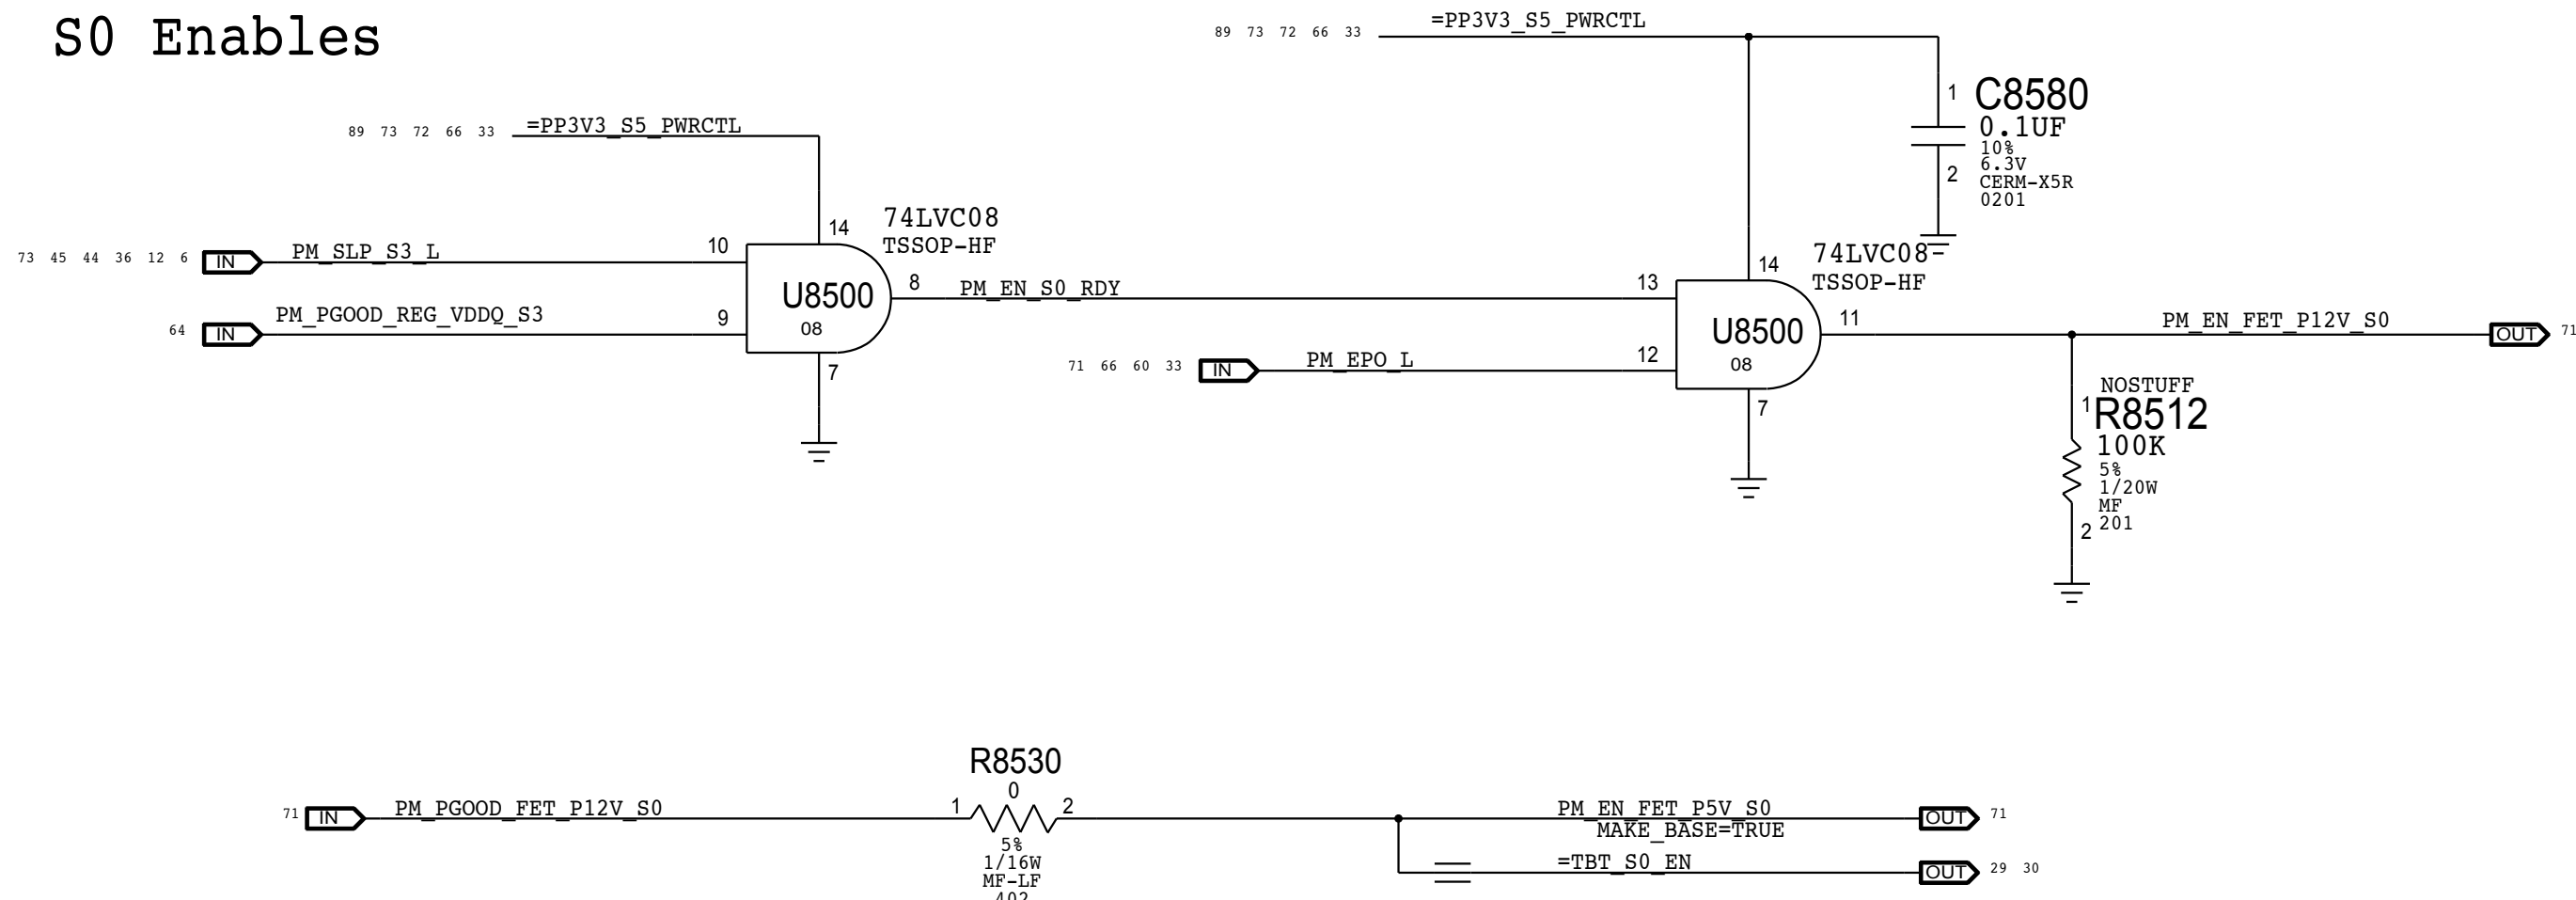 S0 Enables
89 73 72 66 33
=PP3V3_S5_PWRCTL
1
C8580
0.1UF
10%
6.3V
CERM-X5R
0201
2
89 73 72 66 33
=PP3V3_S5_PWRCTL
14
74LVC08
TSSOP-HF
73 45 44 36 12 6
IN
PM_SLP_S3_L
10
U8500
08
8
PM_EN_S0_RDY
64
IN
PM_PGOOD_REG_VDDQ_S3
9
7
74LVC08
TSSOP-HF
14
13
U8500
08
11
PM_EN_FET_P12V_S0
OUT
71
71 66 60 33
IN
PM_EPO_L
12
7
NOSTUFF
1
R8512
100K
5%
1/20W
MF
201
2
R8530
0
71
IN
PM_PGOOD_FET_P12V_S0
1
2
5%
1/16W
MF-LF
402
PM_EN_FET_P5V_S0
MAKE_BASE=TRUE
OUT
71
=TBT_S0_EN
OUT
29 30